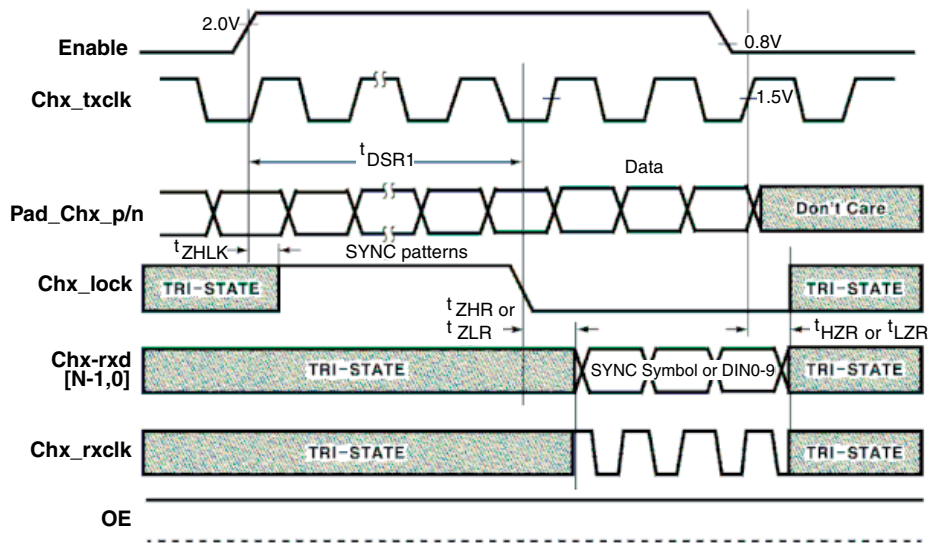 2.0V
Enable
0.8V
Chx_txclk
1.5V
tDSR1
Data
Pad_Chx_p/n
Don't Care
tZHLK
SYNC patterns
Chx_lock
TRI-STATE
TRI-STATE
tZHR or
tZLR
tHZR or tLZR
Chx-rxd
[N-1,0]
TRI-STATE
SYNC Symbol or DIN0-9
TRI-STATE
Chx_rxclk
TRI-STATE
TRI-STATE
OE